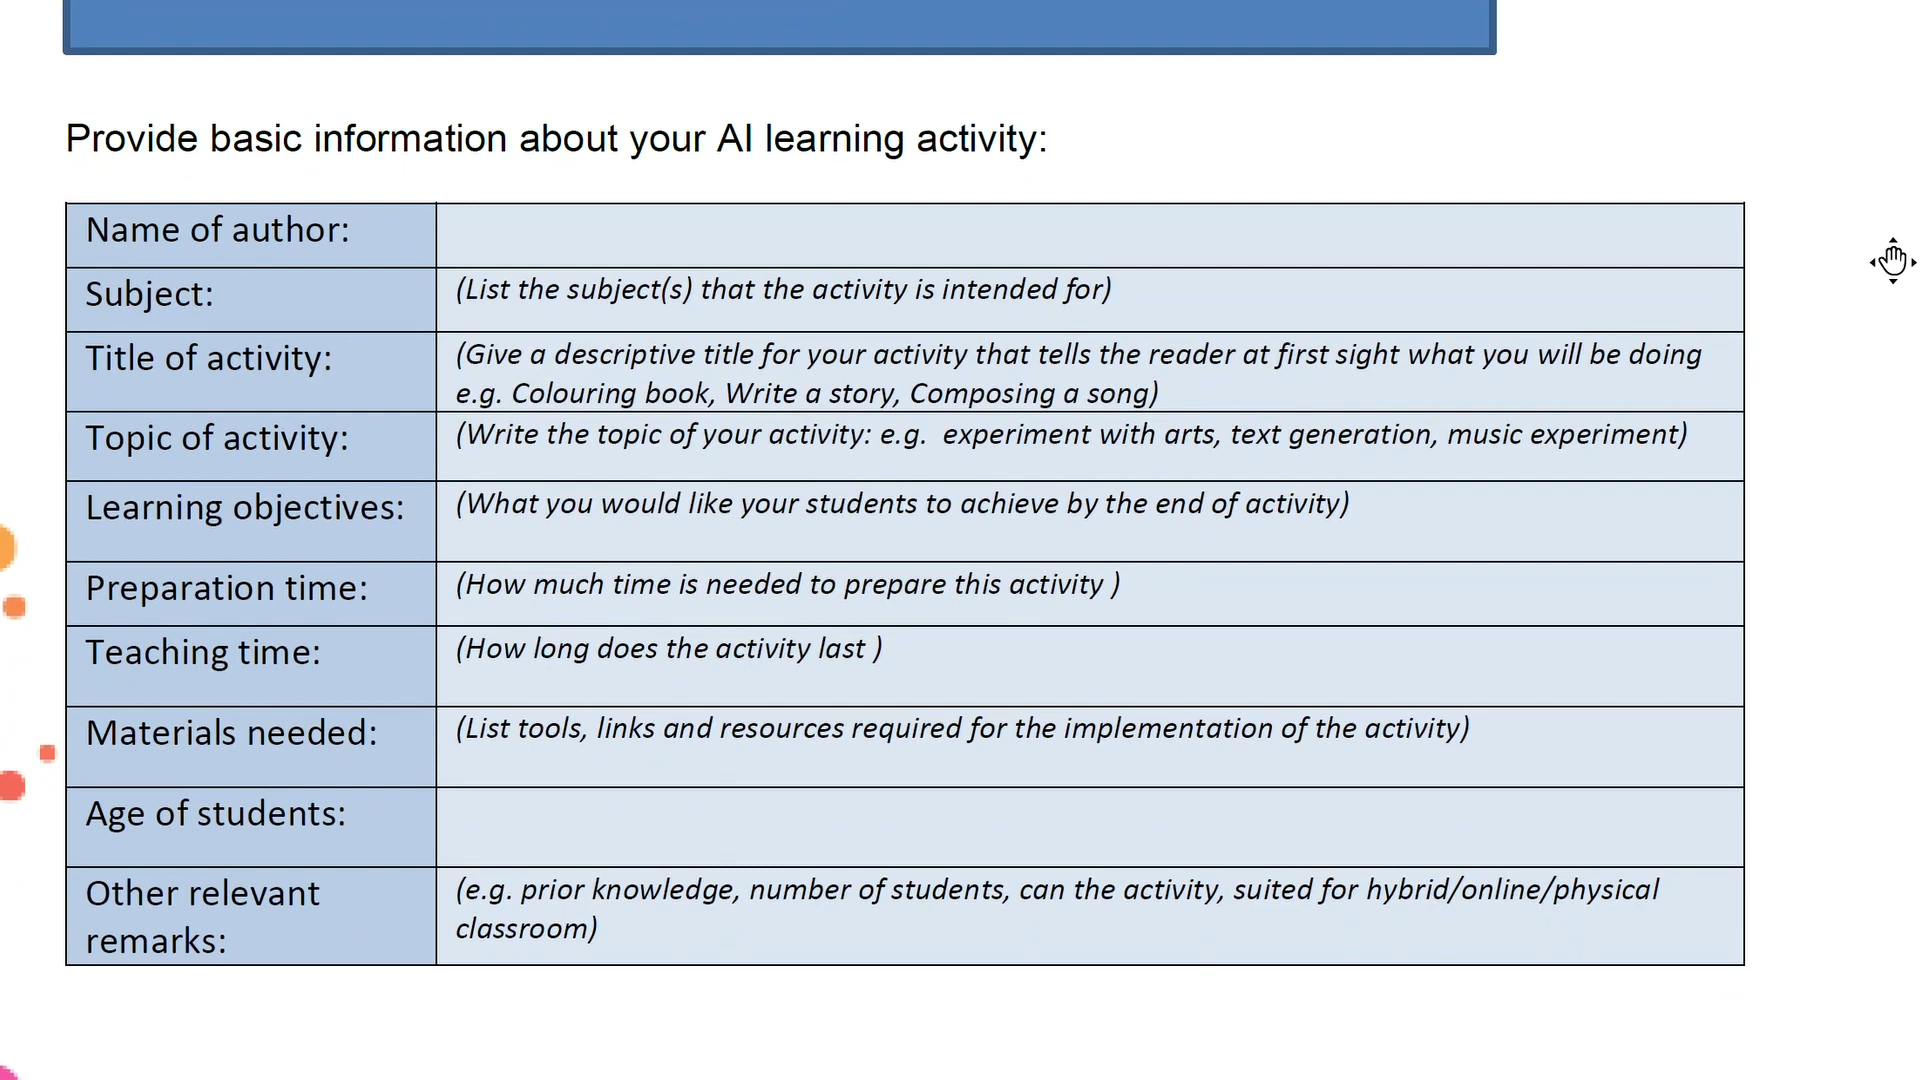 Provide basic information about your AI learning activity:
Name of author:
Subject:
(List the subject(s) that the activity is intended for)
Title of activity:
(Give a descriptive title for your activity that tells the reader at first sight what you will be doing
e.g. Colouring book, Write a story, Composing a song)
Topic of activity:
(Write the topic of your activity: e.g.  experiment with arts, text generation, music experiment)
Learning objectives:
(What you would like your students to achieve by the end of activity)
Preparation time:
(How much time is needed to prepare this activity )
Teaching time:
(How long does the activity last )
Materials needed:
(List tools, links and resources required for the implementation of the activity)
Age of students:
Other relevant
remarks:
(e.g. prior knowledge, number of students, can the activity, suited for hybrid/online/physical
classroom)